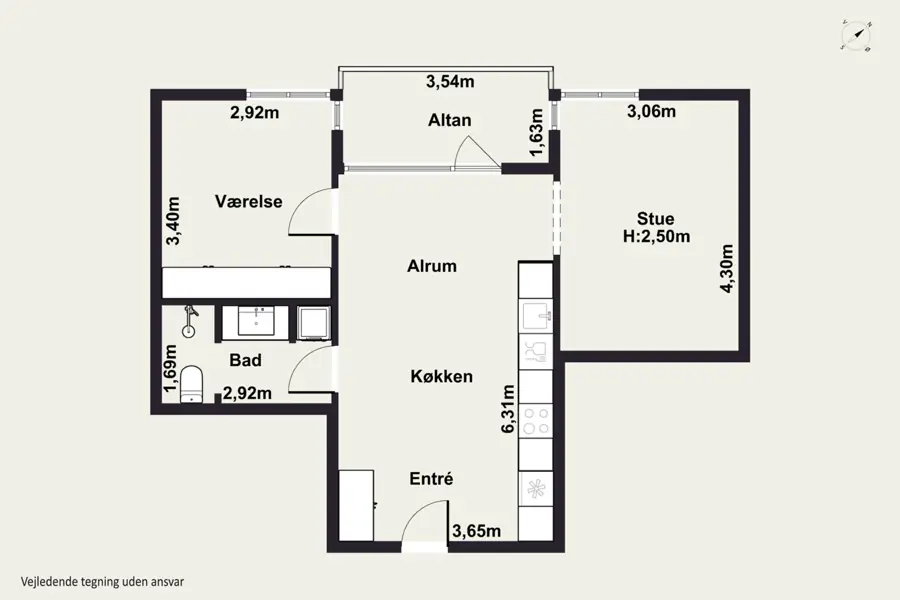 3,54m
Altan
1,63m
2,92m
Værelse
3,40m
3,06m
Stue
H:2,50m
4,30m
Alrum
Bad
1,69m
2,92m
Køkken
6,31m
Entré
3,65m
Vejledende tegning uden ansvar